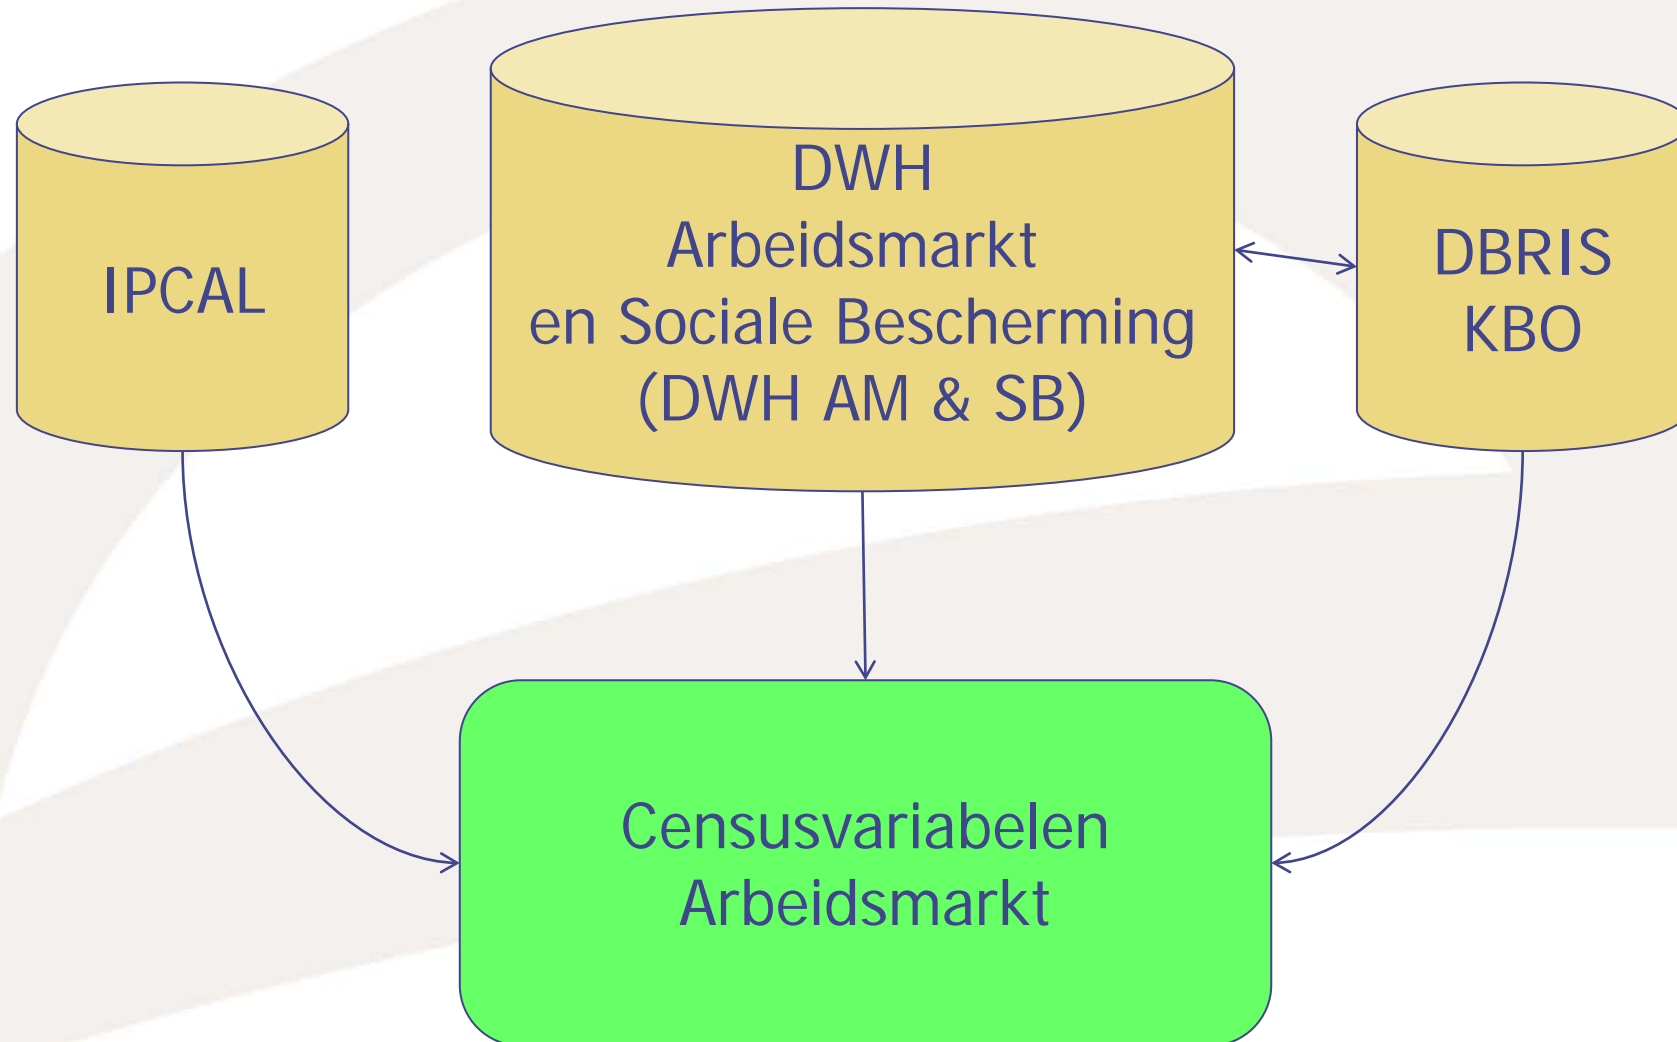 IPCAL
DWH
Arbeidsmarkt
en Sociale Bescherming
(DWH AM & SB)
DBRIS
KBO
Censusvariabelen
Arbeidsmarkt